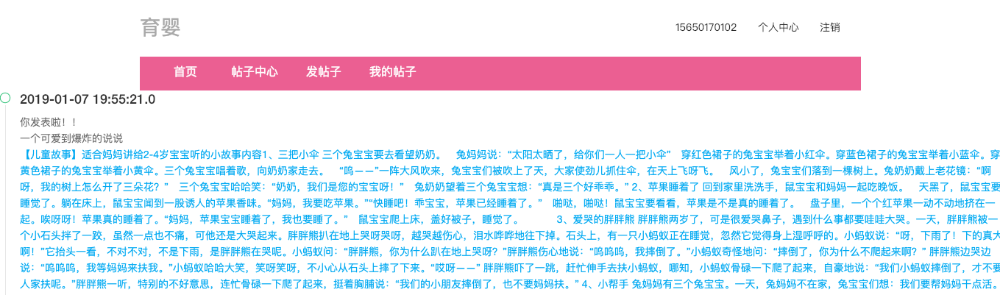 育婴
15650170102 个人中心 注销
首页 帖子中心 发帖子 我的帖子
2019-01-07 19:55:21.0
你发表啦！！
一个可爱到爆炸的说说
【儿童故事】适合妈妈讲给2-4岁宝宝听的小故事内容1、三把小伞 三个兔宝宝要去看望奶奶。 兔妈妈说：“太阳太晒了，给你们一人一把小伞” 穿红色裙子的兔宝宝举着小红伞。穿蓝色裙子的兔宝宝举着小蓝伞。穿
黄色裙子的兔宝宝举着小黄伞。三个兔宝宝唱着歌，向奶奶家走去。 “呜——”一阵大风吹来，兔宝宝们被吹上了天，大家使劲儿抓住伞，在天上飞呀飞。 风小了，兔宝宝们落到一棵树上。兔奶奶戴上老花镜：“啊
呀，我的树上怎么开了三朵花？” 三个兔宝宝哈哈笑：“奶奶，我们是您的宝宝呀！” 兔奶奶望着三个兔宝宝想：“真是三个好乖乖。” 2、苹果睡着了 回到家里洗洗手，鼠宝宝和妈妈一起吃晚饭。 天黑了，鼠宝宝要
睡觉了。躺在床上，鼠宝宝闻到一股诱人的苹果香味。“妈妈，我要吃苹果。”“快睡吧！乖宝宝，苹果已经睡着了。” 啪哒，啪哒！鼠宝宝要看看，苹果是不是真的睡着了。 盘子里，一个个红苹果一动不动地挤在一
起。唉呀呀！苹果真的睡着了。“妈妈，苹果宝宝睡着了，我也要睡了。” 鼠宝宝爬上床，盖好被子，睡觉了。 3、爱哭的胖胖熊 胖胖熊两岁了，可是很爱哭鼻子，遇到什么事都要哇哇大哭。一天，胖胖熊被一
个小石头拌了一跤，虽然一点也不痛，可他还是大哭起来。胖胖熊扒在地上哭呀哭呀，越哭越伤心，泪水哗哗地往下掉。石头上，有一只小蚂蚁正在睡觉，忽然它觉得身上湿呼呼的。小蚂蚁说：“呀，下雨了！下的真大
啊！”它抬头一看，不对不对，不是下雨，是胖胖熊在哭呢。小蚂蚁问：“胖胖熊，你为什么趴在地上哭呀？”胖胖熊伤心地说：“呜呜呜，我摔倒了。”小蚂蚁奇怪地问：“摔倒了，你为什么不爬起来啊？” 胖胖熊边哭边
说：“呜呜呜，我等妈妈来扶我。”小蚂蚁哈哈大笑，笑呀笑呀，不小心从石头上摔了下来。“哎呀——” 胖胖熊吓了一跳，赶忙伸手去扶小蚂蚁，哪知，小蚂蚁骨碌一下爬了起来，自豪地说：“我们小蚂蚁摔倒了，才不要
人家扶呢。”胖胖熊一听，特别的不好意思，连忙骨碌一下爬了起来，挺着胸脯说：“我们的小朋友摔倒了，也不要妈妈扶。” 4、小帮手 兔妈妈有三个兔宝宝。一天，兔妈妈不在家，兔宝宝们想：我们要帮妈妈干点活。